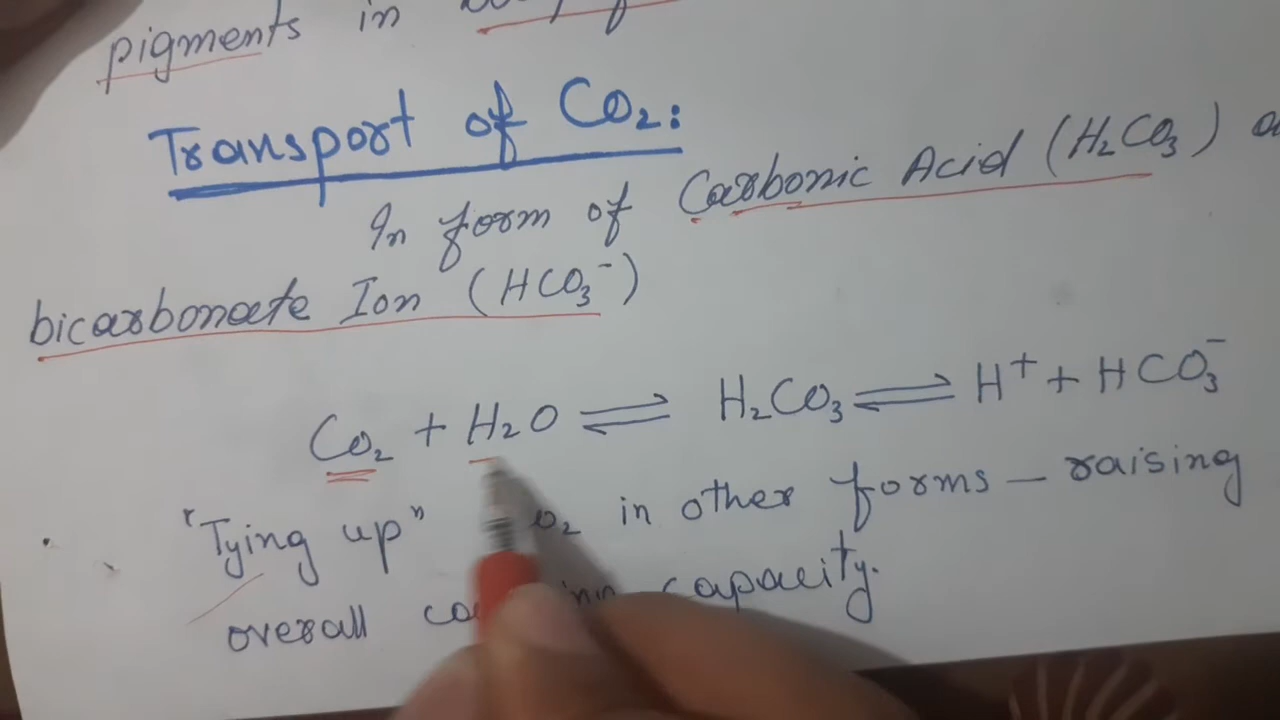 pigments in
Transport of CO₂:
In form of Carbonic Acid (H₂CO₃)
bicarbonate Ion (HCO₃⁻)
CO₂ + H₂O ⇌ H₂CO₃ ⇌ H⁺ + HCO₃⁻
"Tying up" in other forms – raising
overall capacity.